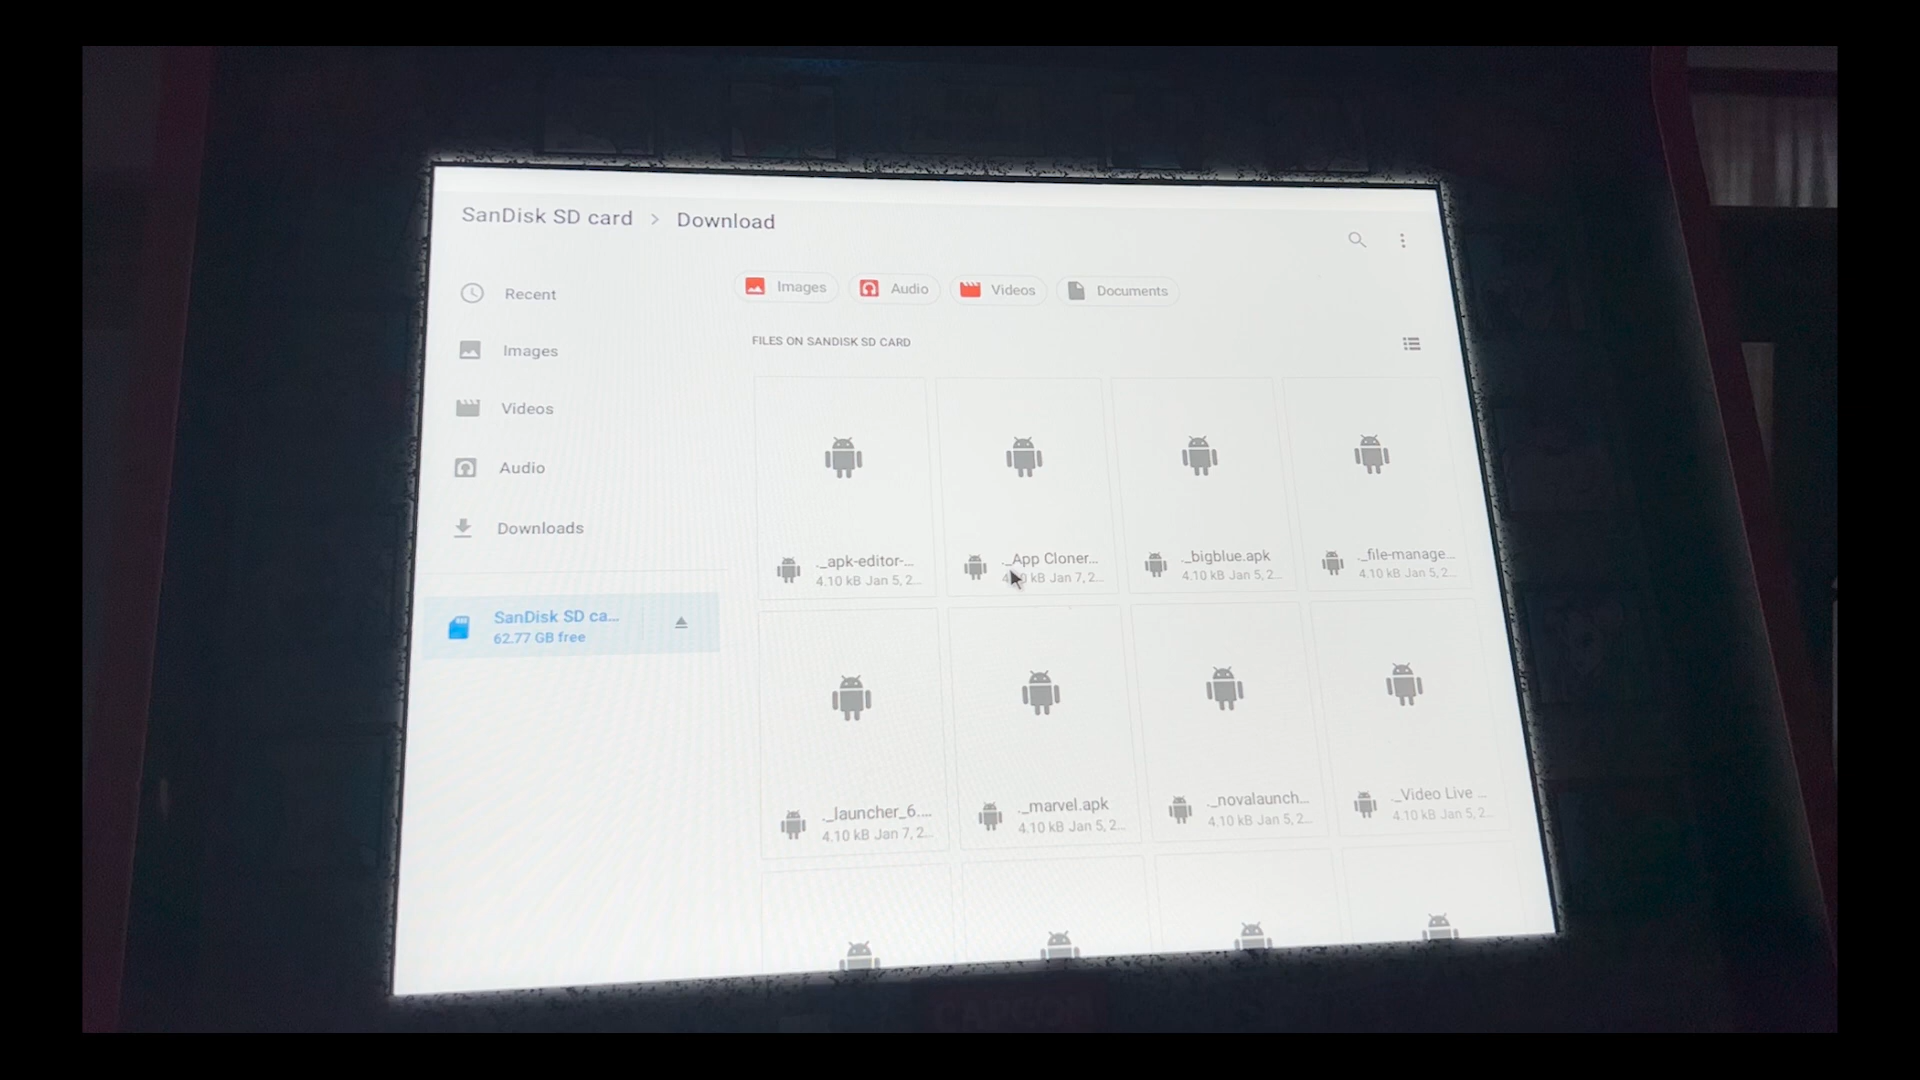 SanDisk SD card > Download
Recent
Images
Videos
Audio
Downloads
SanDisk SD ca...
62.77 GB free
Images
Audio
Videos
Documents
FILES ON SANDISK SD CARD
._apk-editor-...
4.10 kB Jan 5, 2...
._App Cloner...
kB Jan 7, 2...
._bigblue.apk
4.10 kB Jan 5, 2...
._file-manage...
4.10 kB Jan 5, 2...
._launcher_6....
4.10 kB Jan 7, 2...
._marvel.apk
4.10 kB Jan 5, 2...
._novalaunch...
4.10 kB Jan 5, 2...
._Video Live ...
4.10 kB Jan 5, 2...
CAPCOM